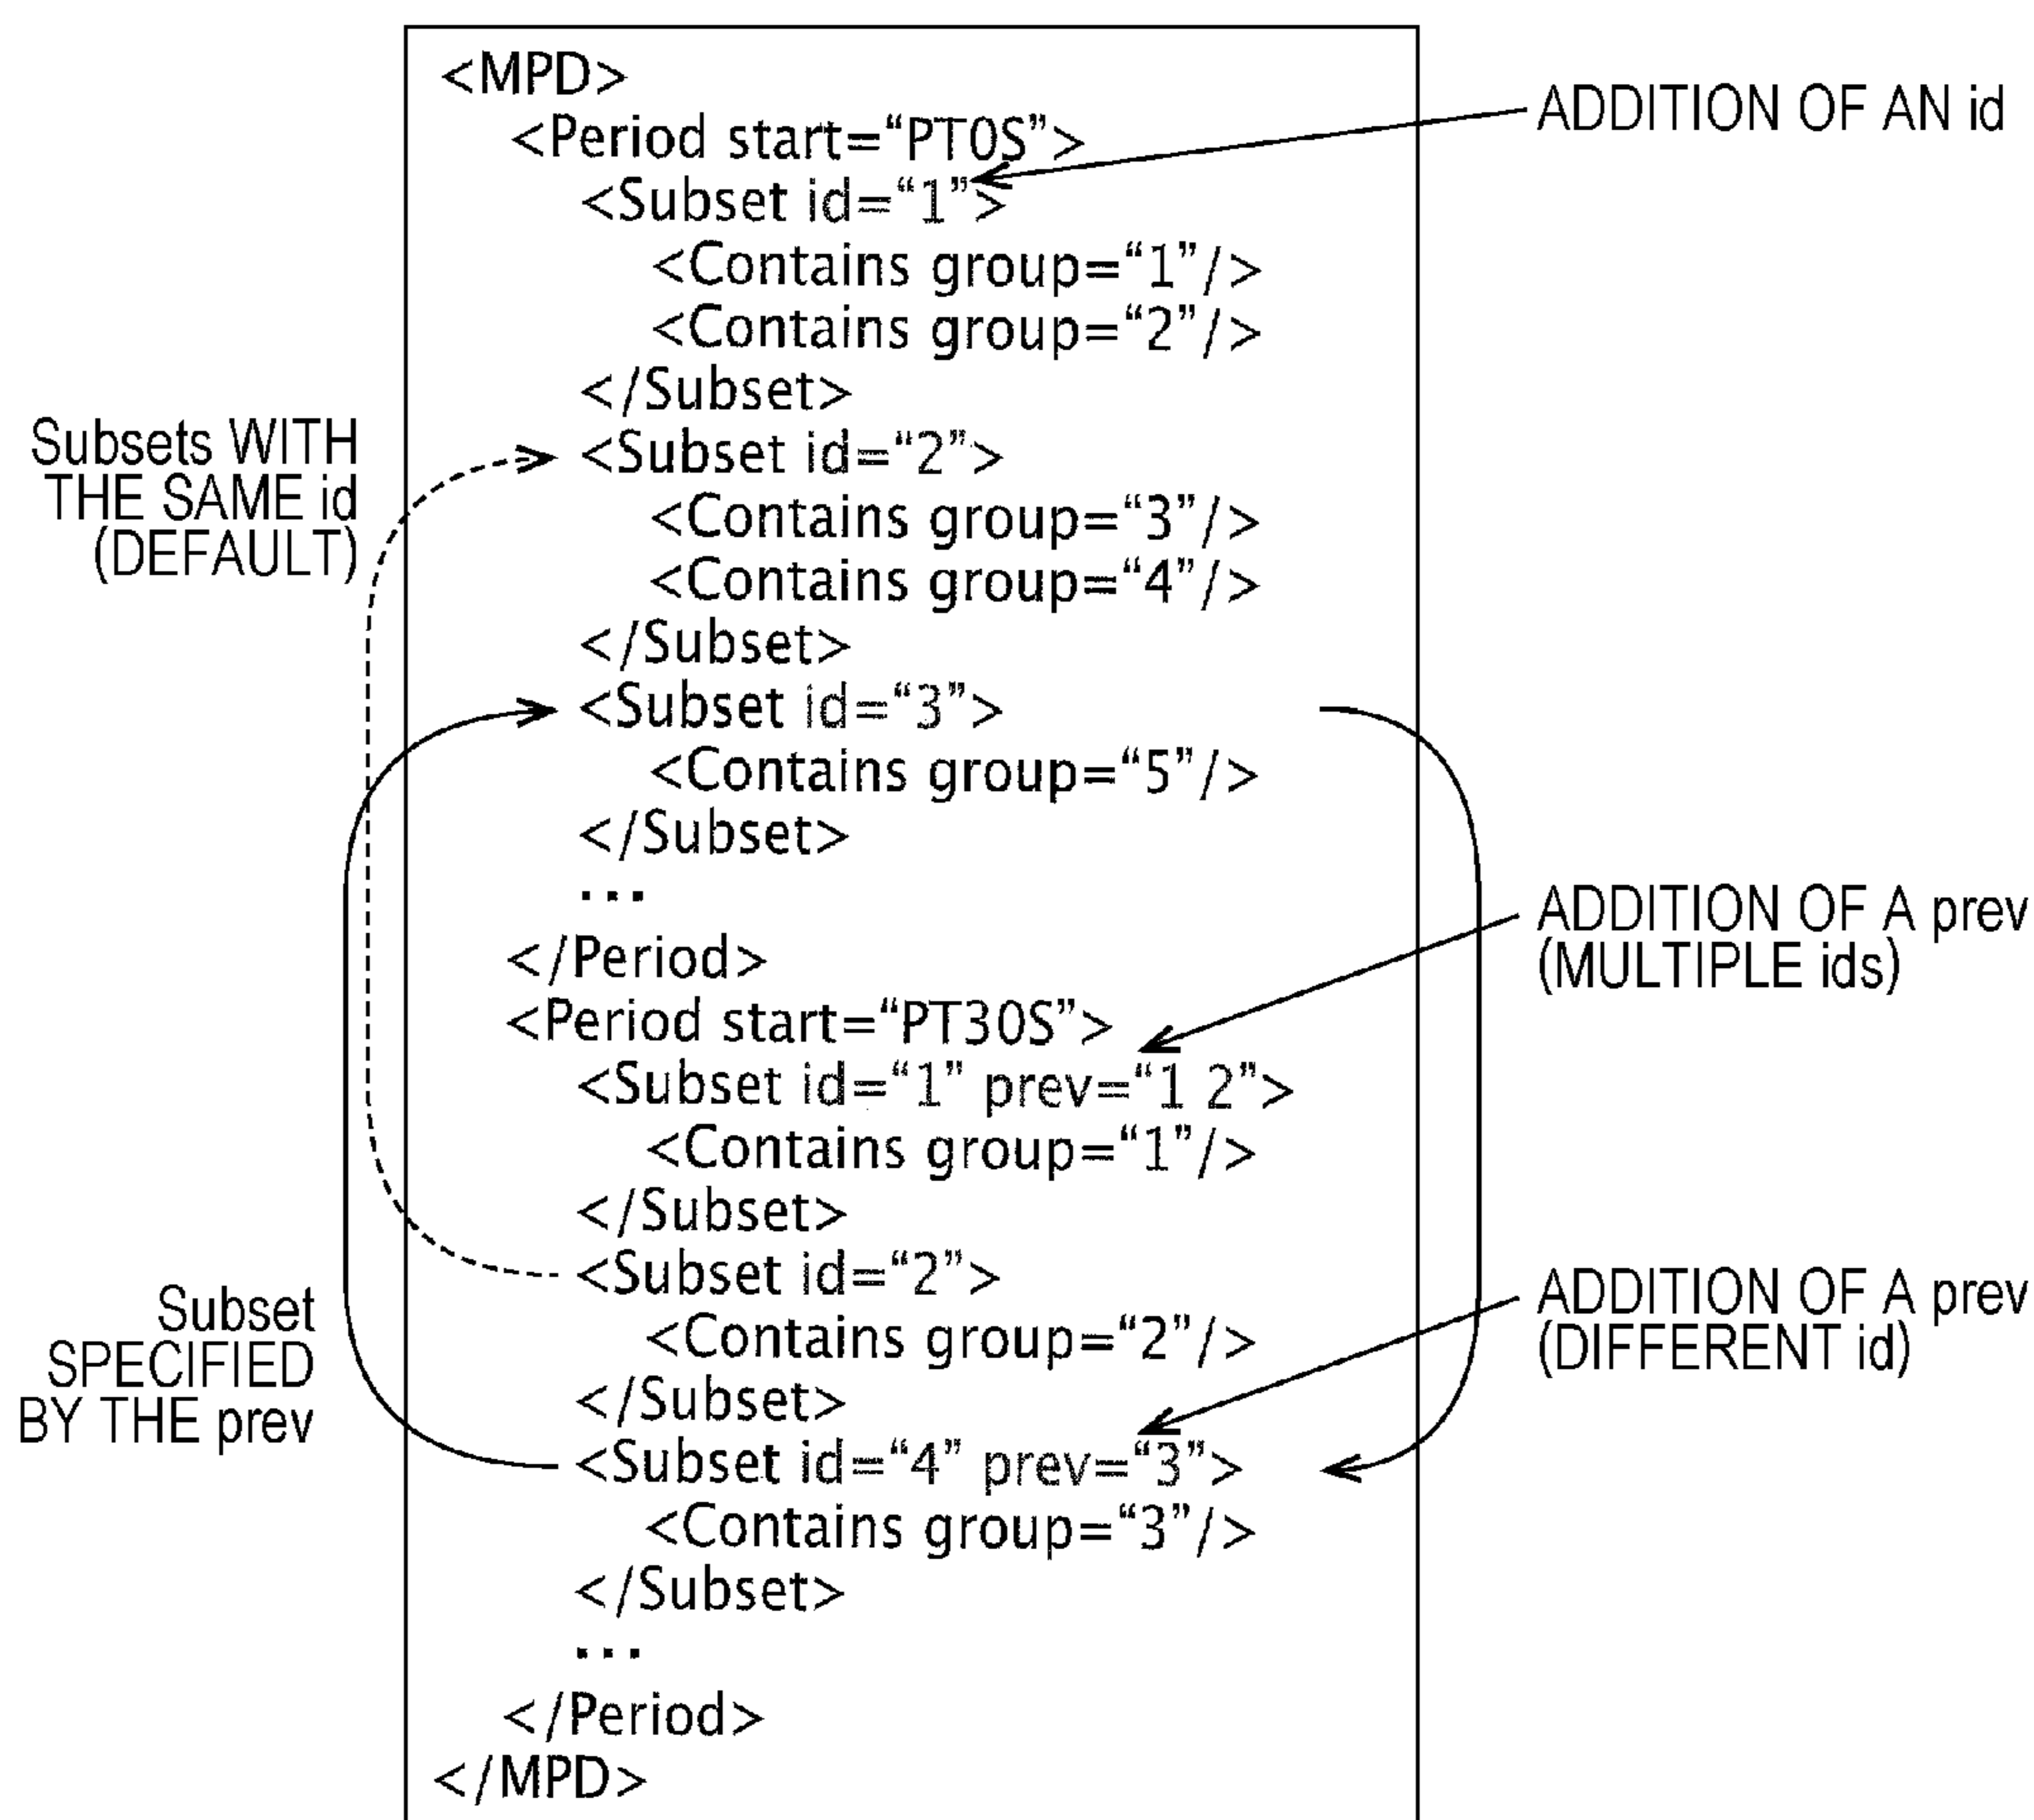 <MPD>
<Period start=“PT0S”>
ADDITION OF AN id
<Subset id=“1”>
<Contains group=“1”/>
<Contains group=“2”/>
</Subset>
Subsets WITH
THE SAME id
(DEFAULT)
<Subset id=“2”>
<Contains group=“3”/>
<Contains group=“4”/>
</Subset>
<Subset id=“3”>
<Contains group=“5”/>
</Subset>
...
ADDITION OF A prev
(MULTIPLE ids)
</Period>
<Period start=“PT30S”>
<Subset id=“1” prev=“1 2”>
<Contains group=“1”/>
</Subset>
<Subset id=“2”>
<Contains group=“2”/>
</Subset>
Subset
SPECIFIED
BY THE prev
ADDITION OF A prev
(DIFFERENT id)
<Subset id=“4” prev=“3”>
<Contains group=“3”/>
</Subset>
...
</Period>
</MPD>